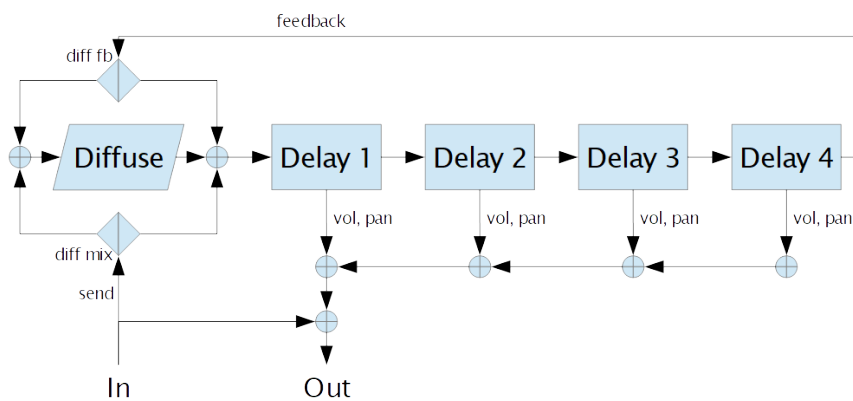 feedback
diff fb
Diffuse
Delay 1
Delay 2
Delay 3
Delay 4
vol, pan
vol, pan
vol, pan
vol, pan
diff mix
send
In
Out